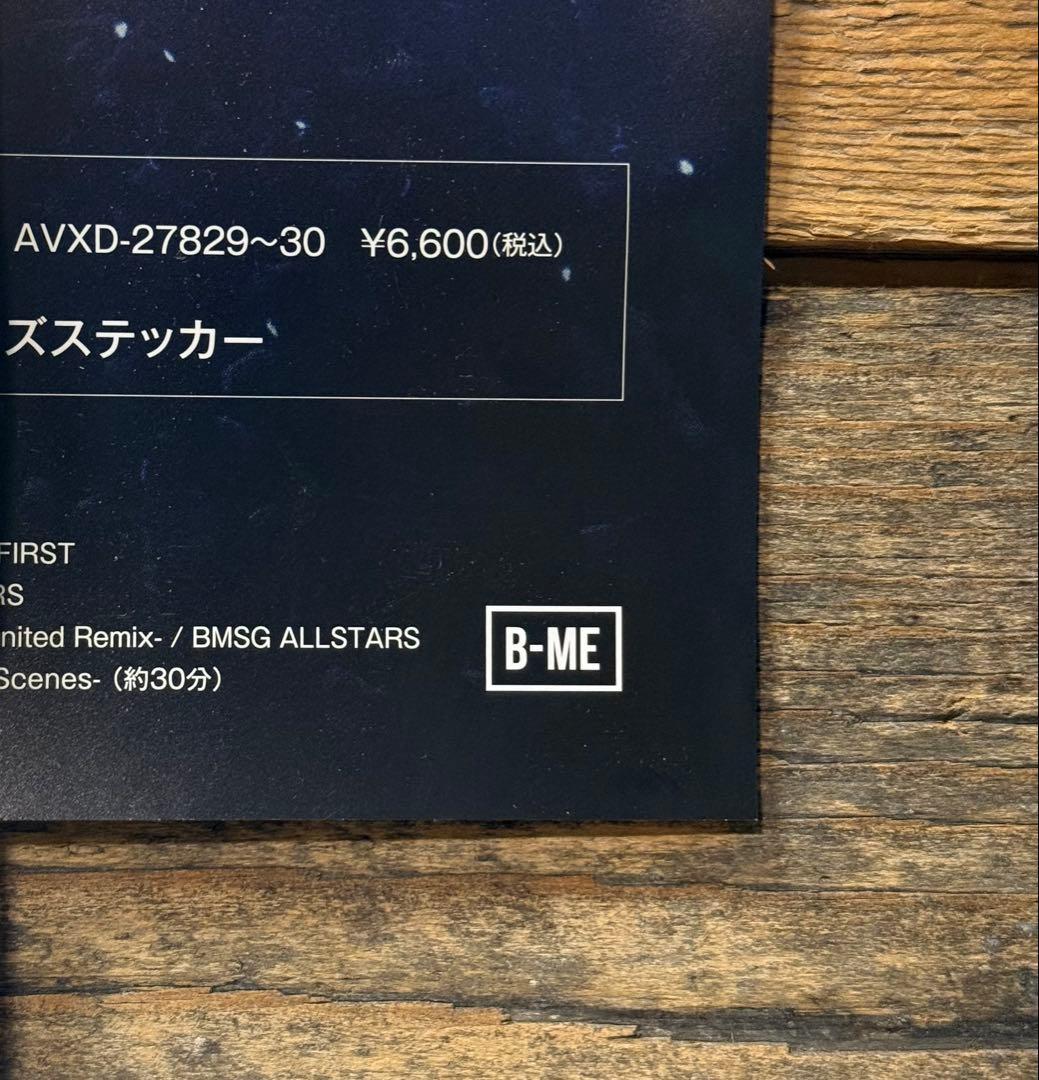 AVXD-27829〜30 ¥6,600(税込)
ズステッカー
FIRST
RS
nited Remix- / BMSG ALLSTARS
Scenes- (約30分)
B-ME